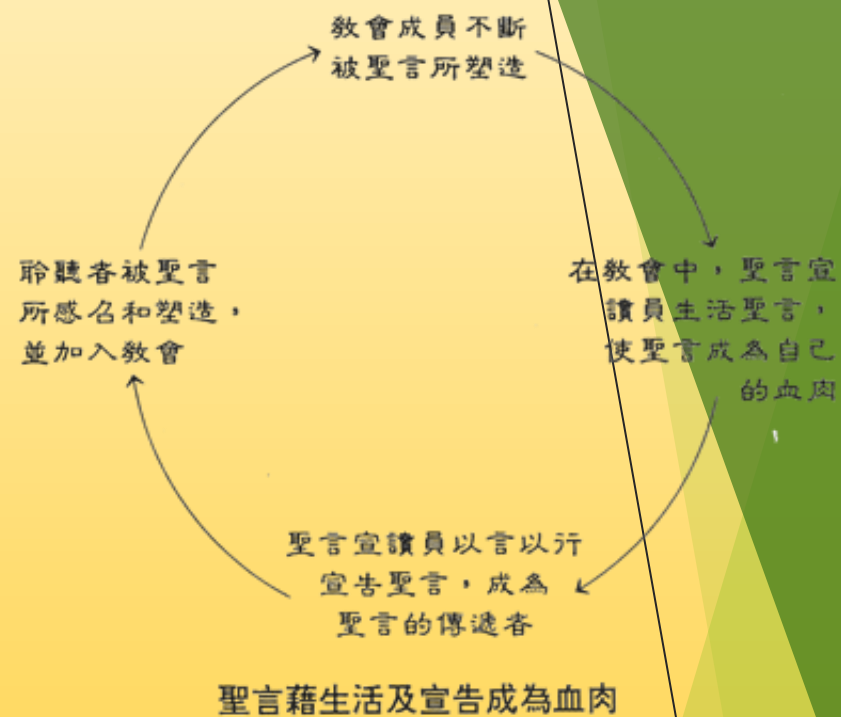 教會成員不斷
被聖言所塑造
在教會中，聖言宣
讀員生活聖言，
使聖言成為自己
的血肉
聖言宣讀員以言以行
宣告聖言，成為
聖言的傳遞者
聆聽者被聖言
所感召和塑造，
並加入教會
聖言藉生活及宣告成為血肉